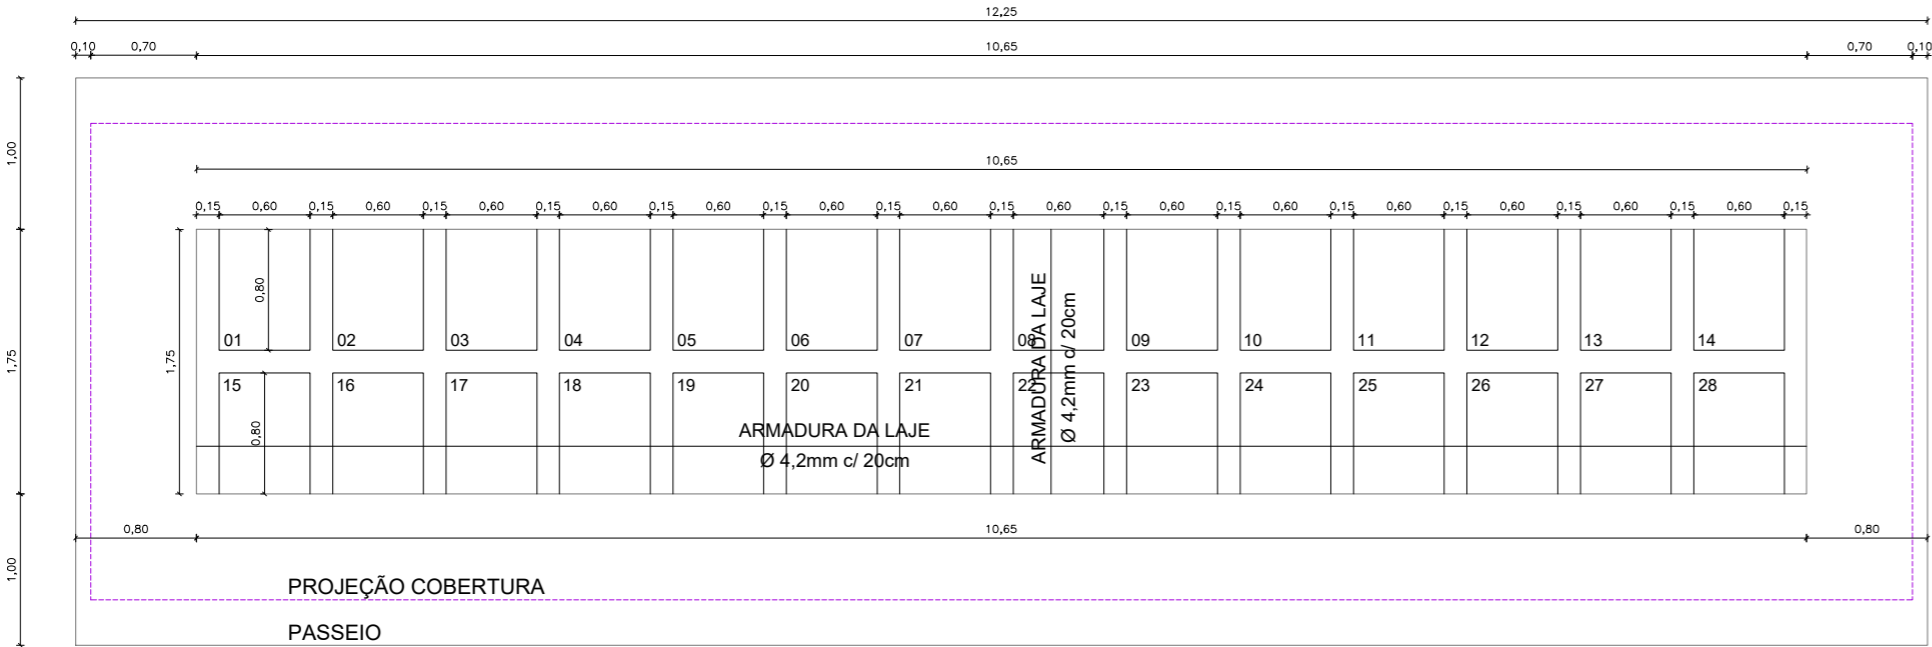 12,25
0,10 0,70 10,65 0,70 0,10
1,00
10,65
0,15 0,60 0,15 0,60 0,15 0,60 0,15 0,60 0,15 0,60 0,15 0,60 0,15 0,60 0,15 0,60 0,15 0,60 0,15 0,60 0,15 0,60 0,15 0,60 0,15 0,60 0,15 0,60 0,15
0,80
01 02 03 04 05 06 07 08 09 10 11 12 13 14
1,75
1,75
15 16 17 18 19 20 21 22 23 24 25 26 27 28
0,80
ARMADURA DA LAJE
Ø 4,2mm c/ 20cm
ARMADURA DA LAJE
Ø 4,2mm c/ 20cm
0,80 10,65 0,80
1,00
PROJEÇÃO COBERTURA
PASSEIO